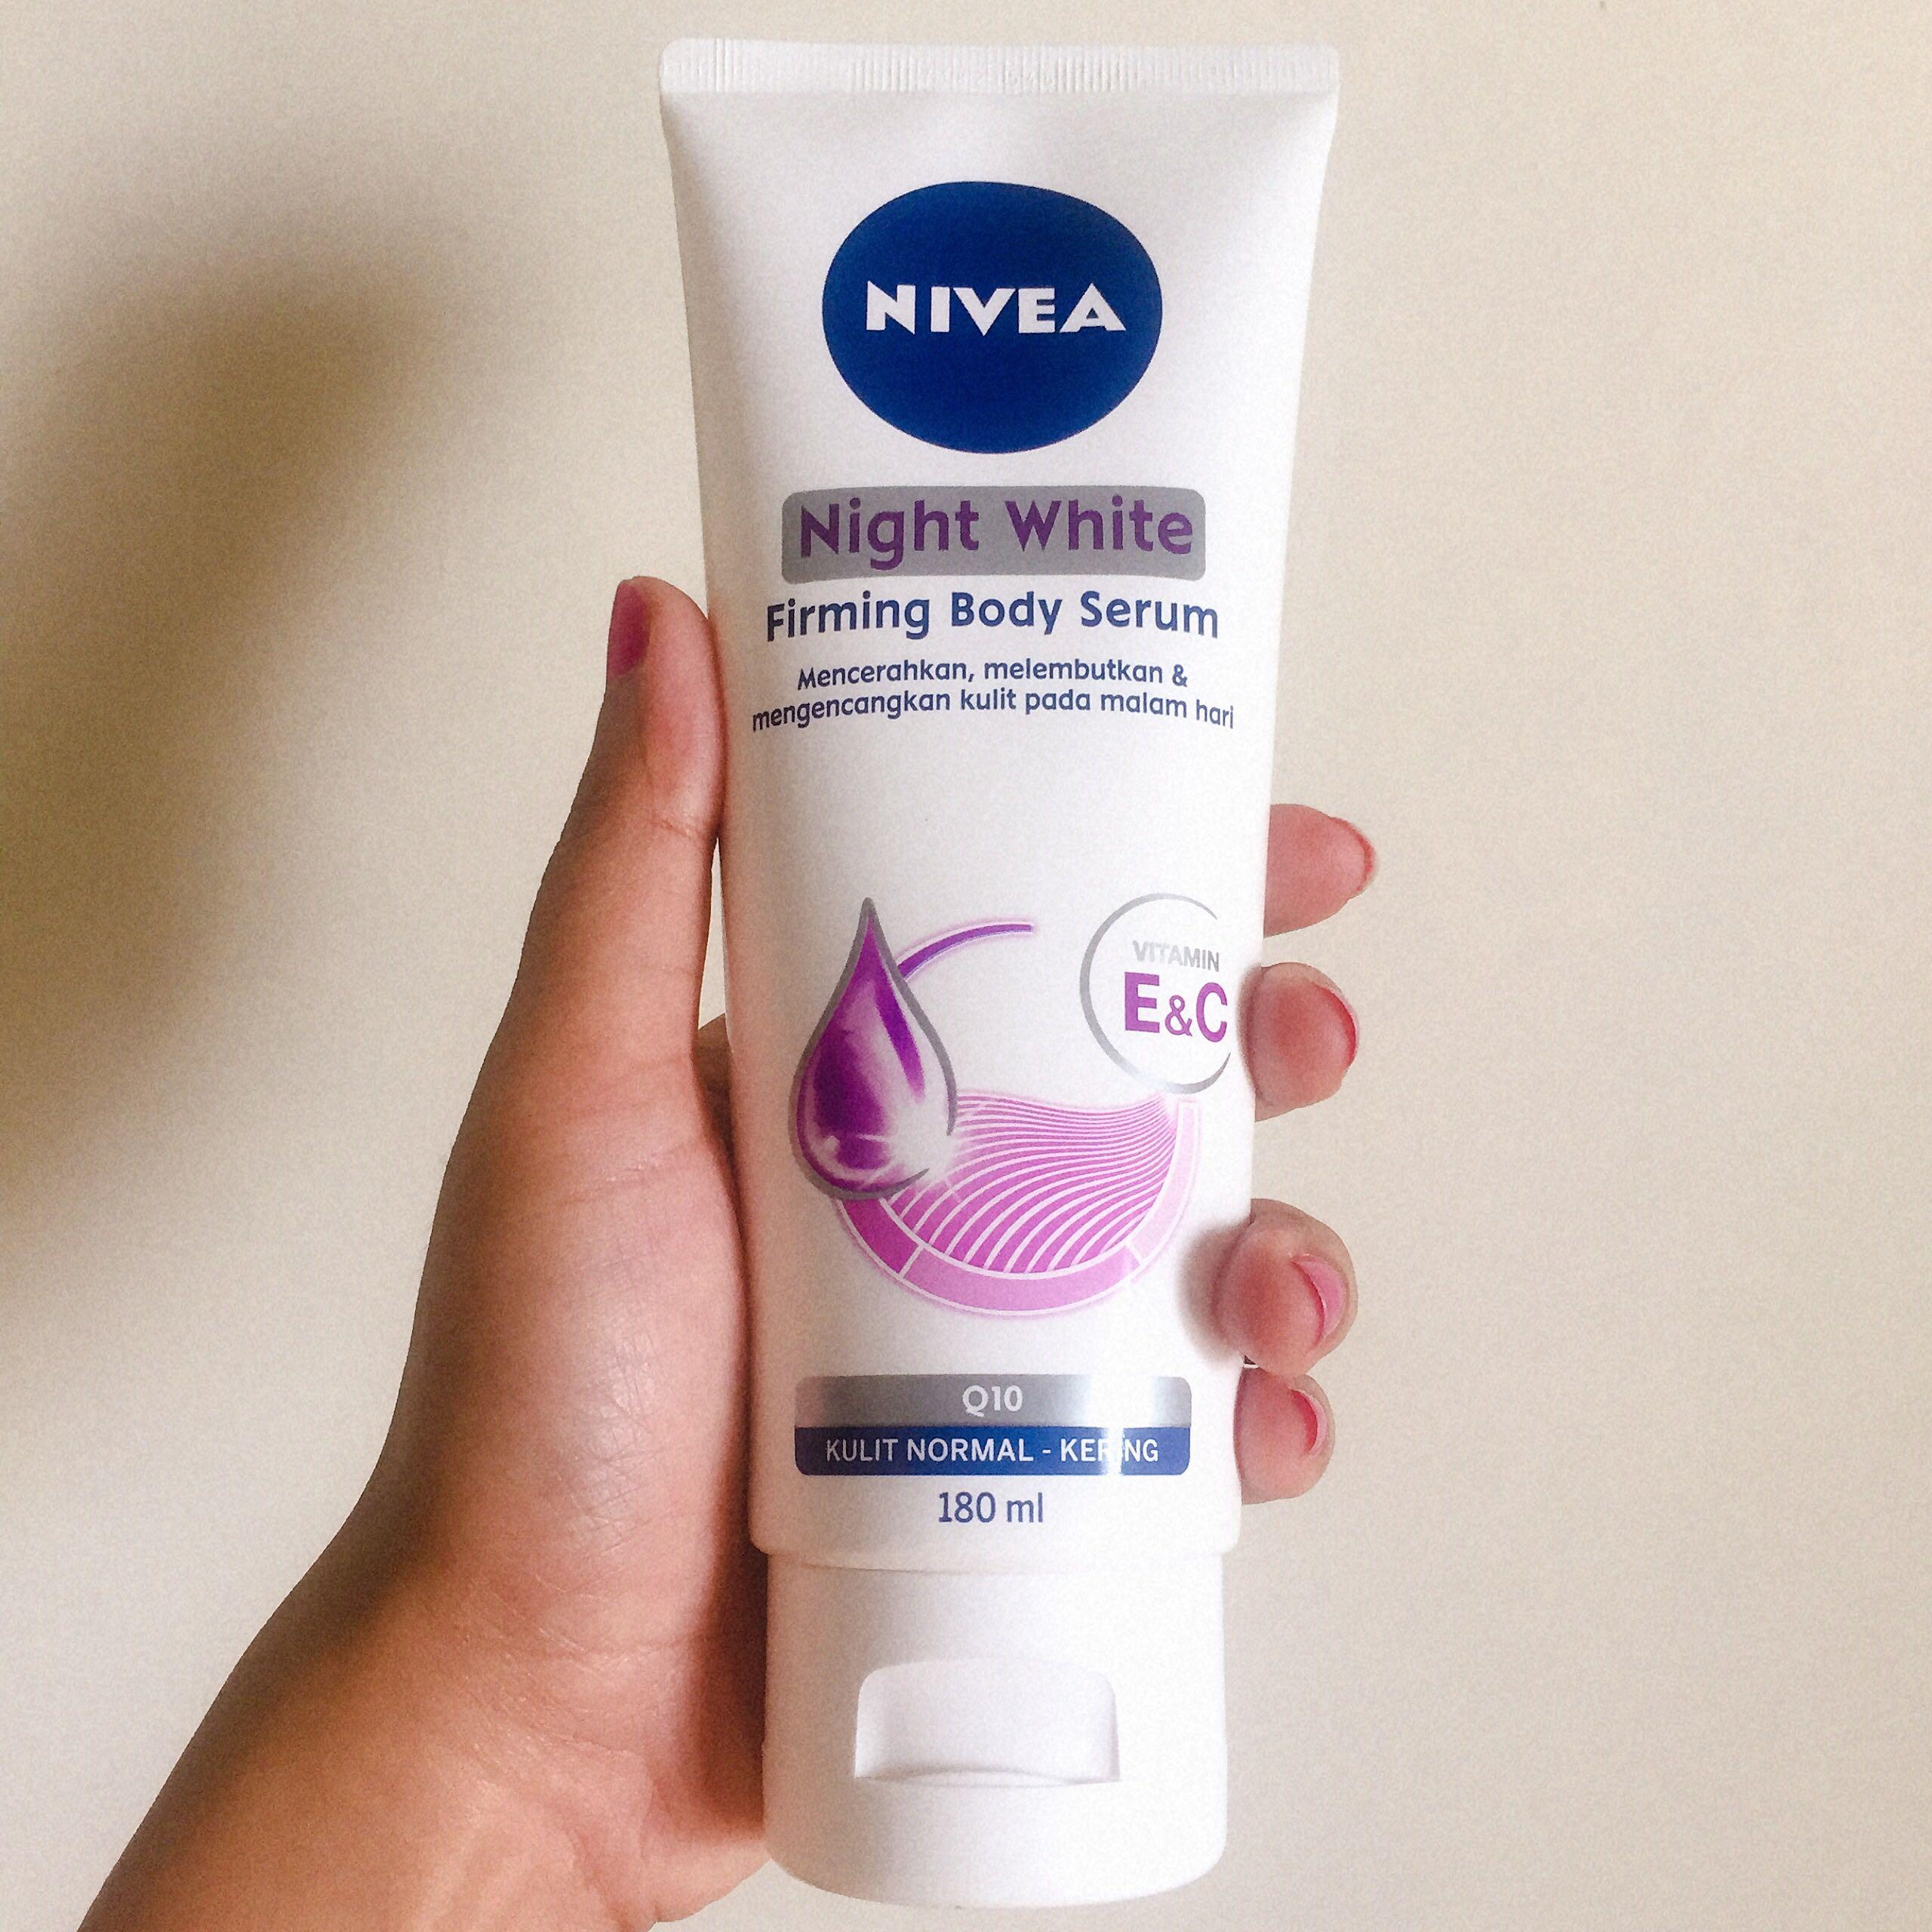 NIVEA
Night White
Firming Body Serum
Mencerahkan, melembutkan &
mengencangkan kulit pada malam hari
VITAMIN
E&C
Q10
KULIT NORMAL - KERING
180 ml